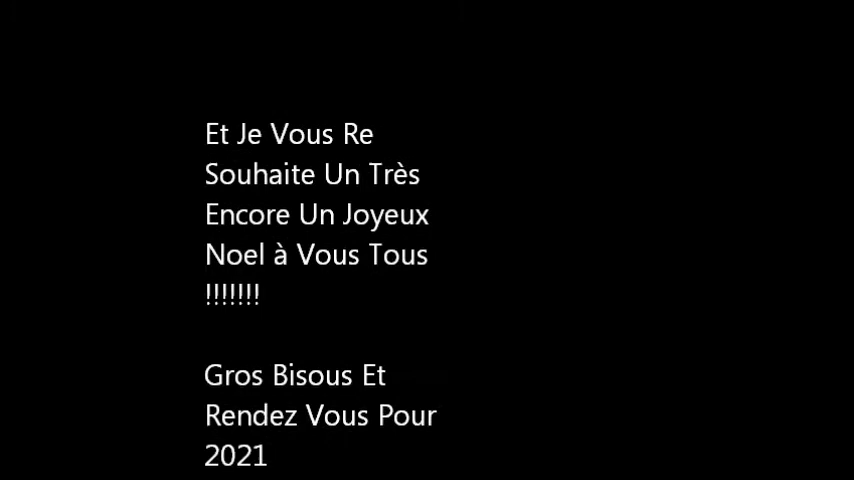 Et Je Vous Re
Souhaite Un Très
Encore Un Joyeux
Noel à Vous Tous
!!!!!!!
Gros Bisous Et
Rendez Vous Pour
2021